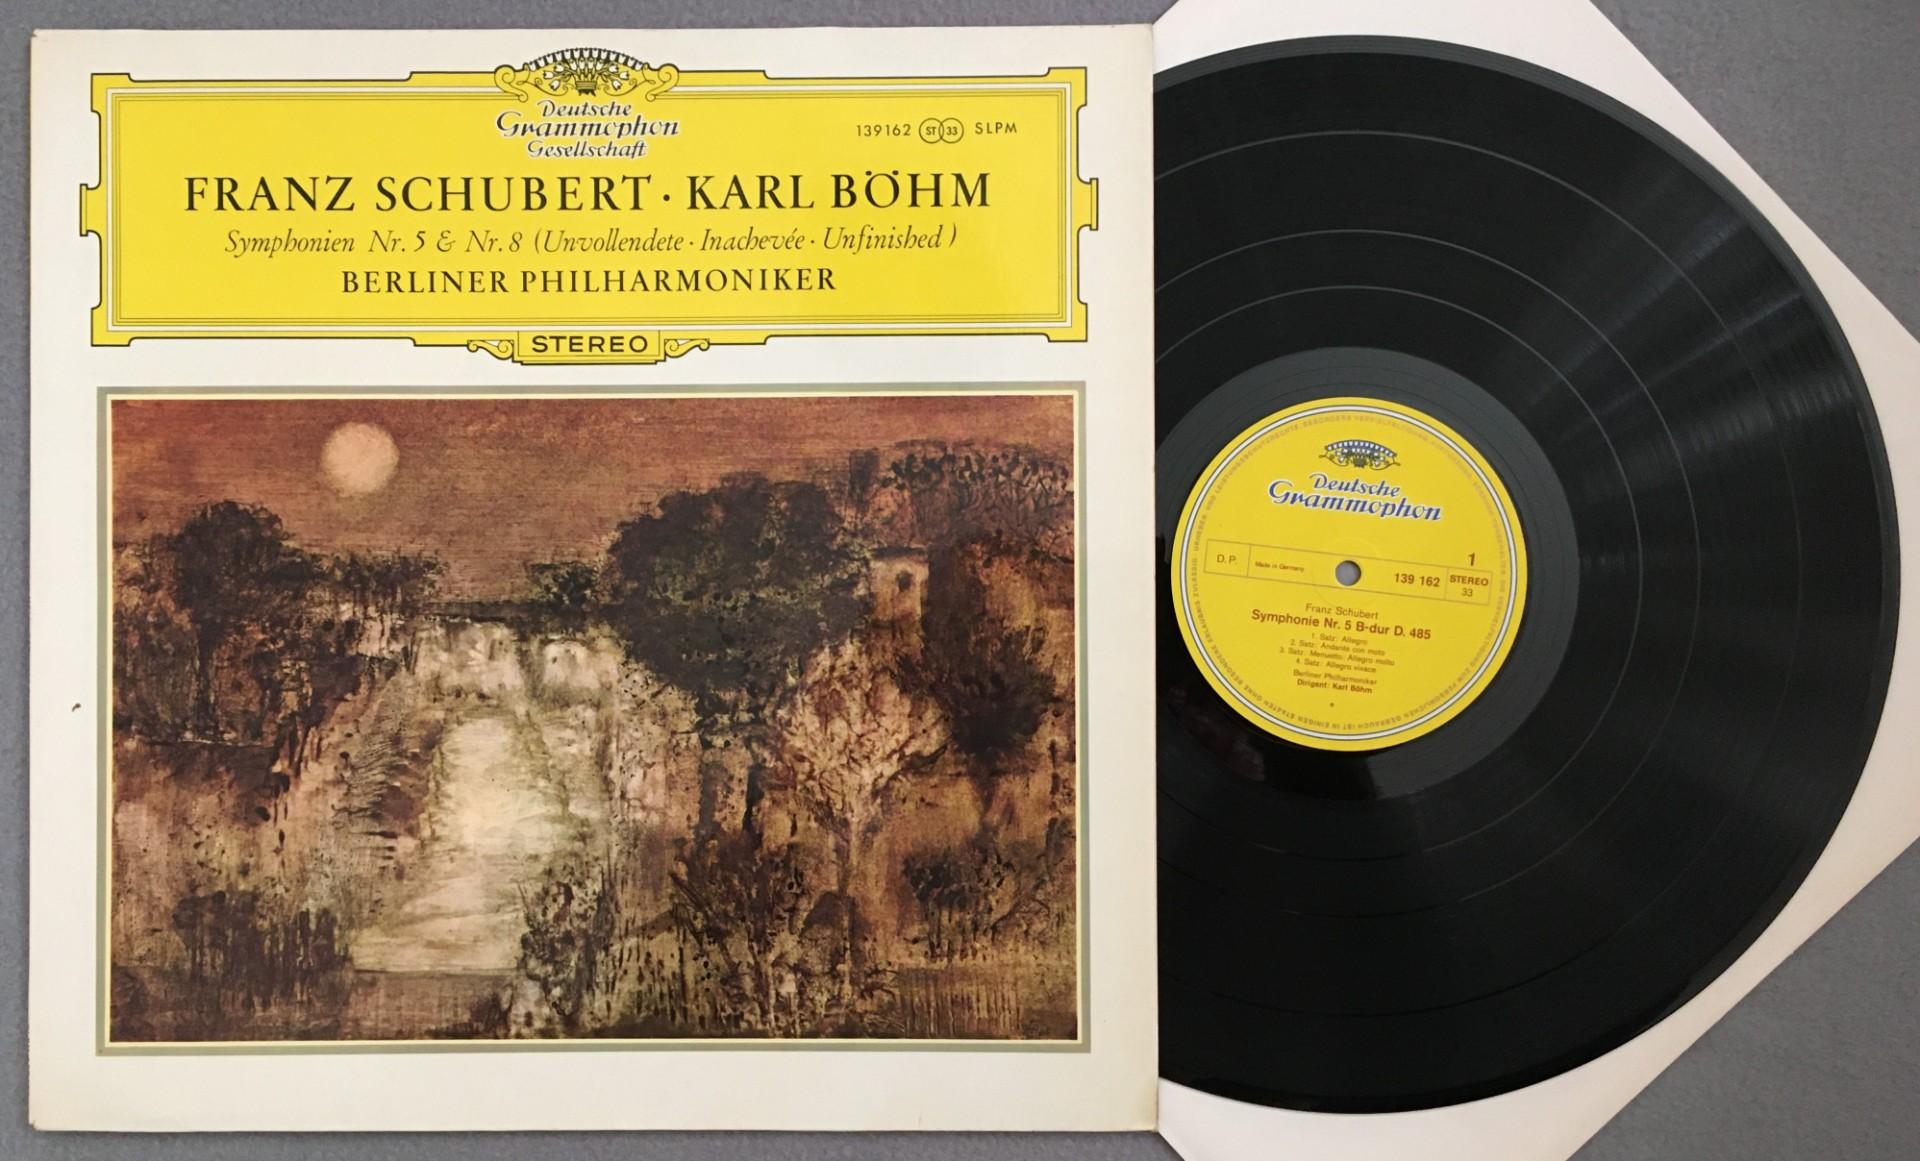 Deutsche
Grammophon
Gesellschaft
139162 ST 33 SLPM
FRANZ SCHUBERT · KARL BÖHM
Symphonien Nr. 5 & Nr. 8 (Unvollendete · Inachevée · Unfinished)
BERLINER PHILHARMONIKER
STEREO
Deutsche
Grammophon
1
D. P. Made in Germany 139 162 STEREO
33
Franz Schubert
Symphonie Nr. 5 B-dur D. 485
1. Satz: Allegro
2. Satz: Andante con moto
3. Satz: Menuetto: Allegro molto
4. Satz: Allegro vivace
Berliner Philharmoniker
Dirigent: Karl Böhm